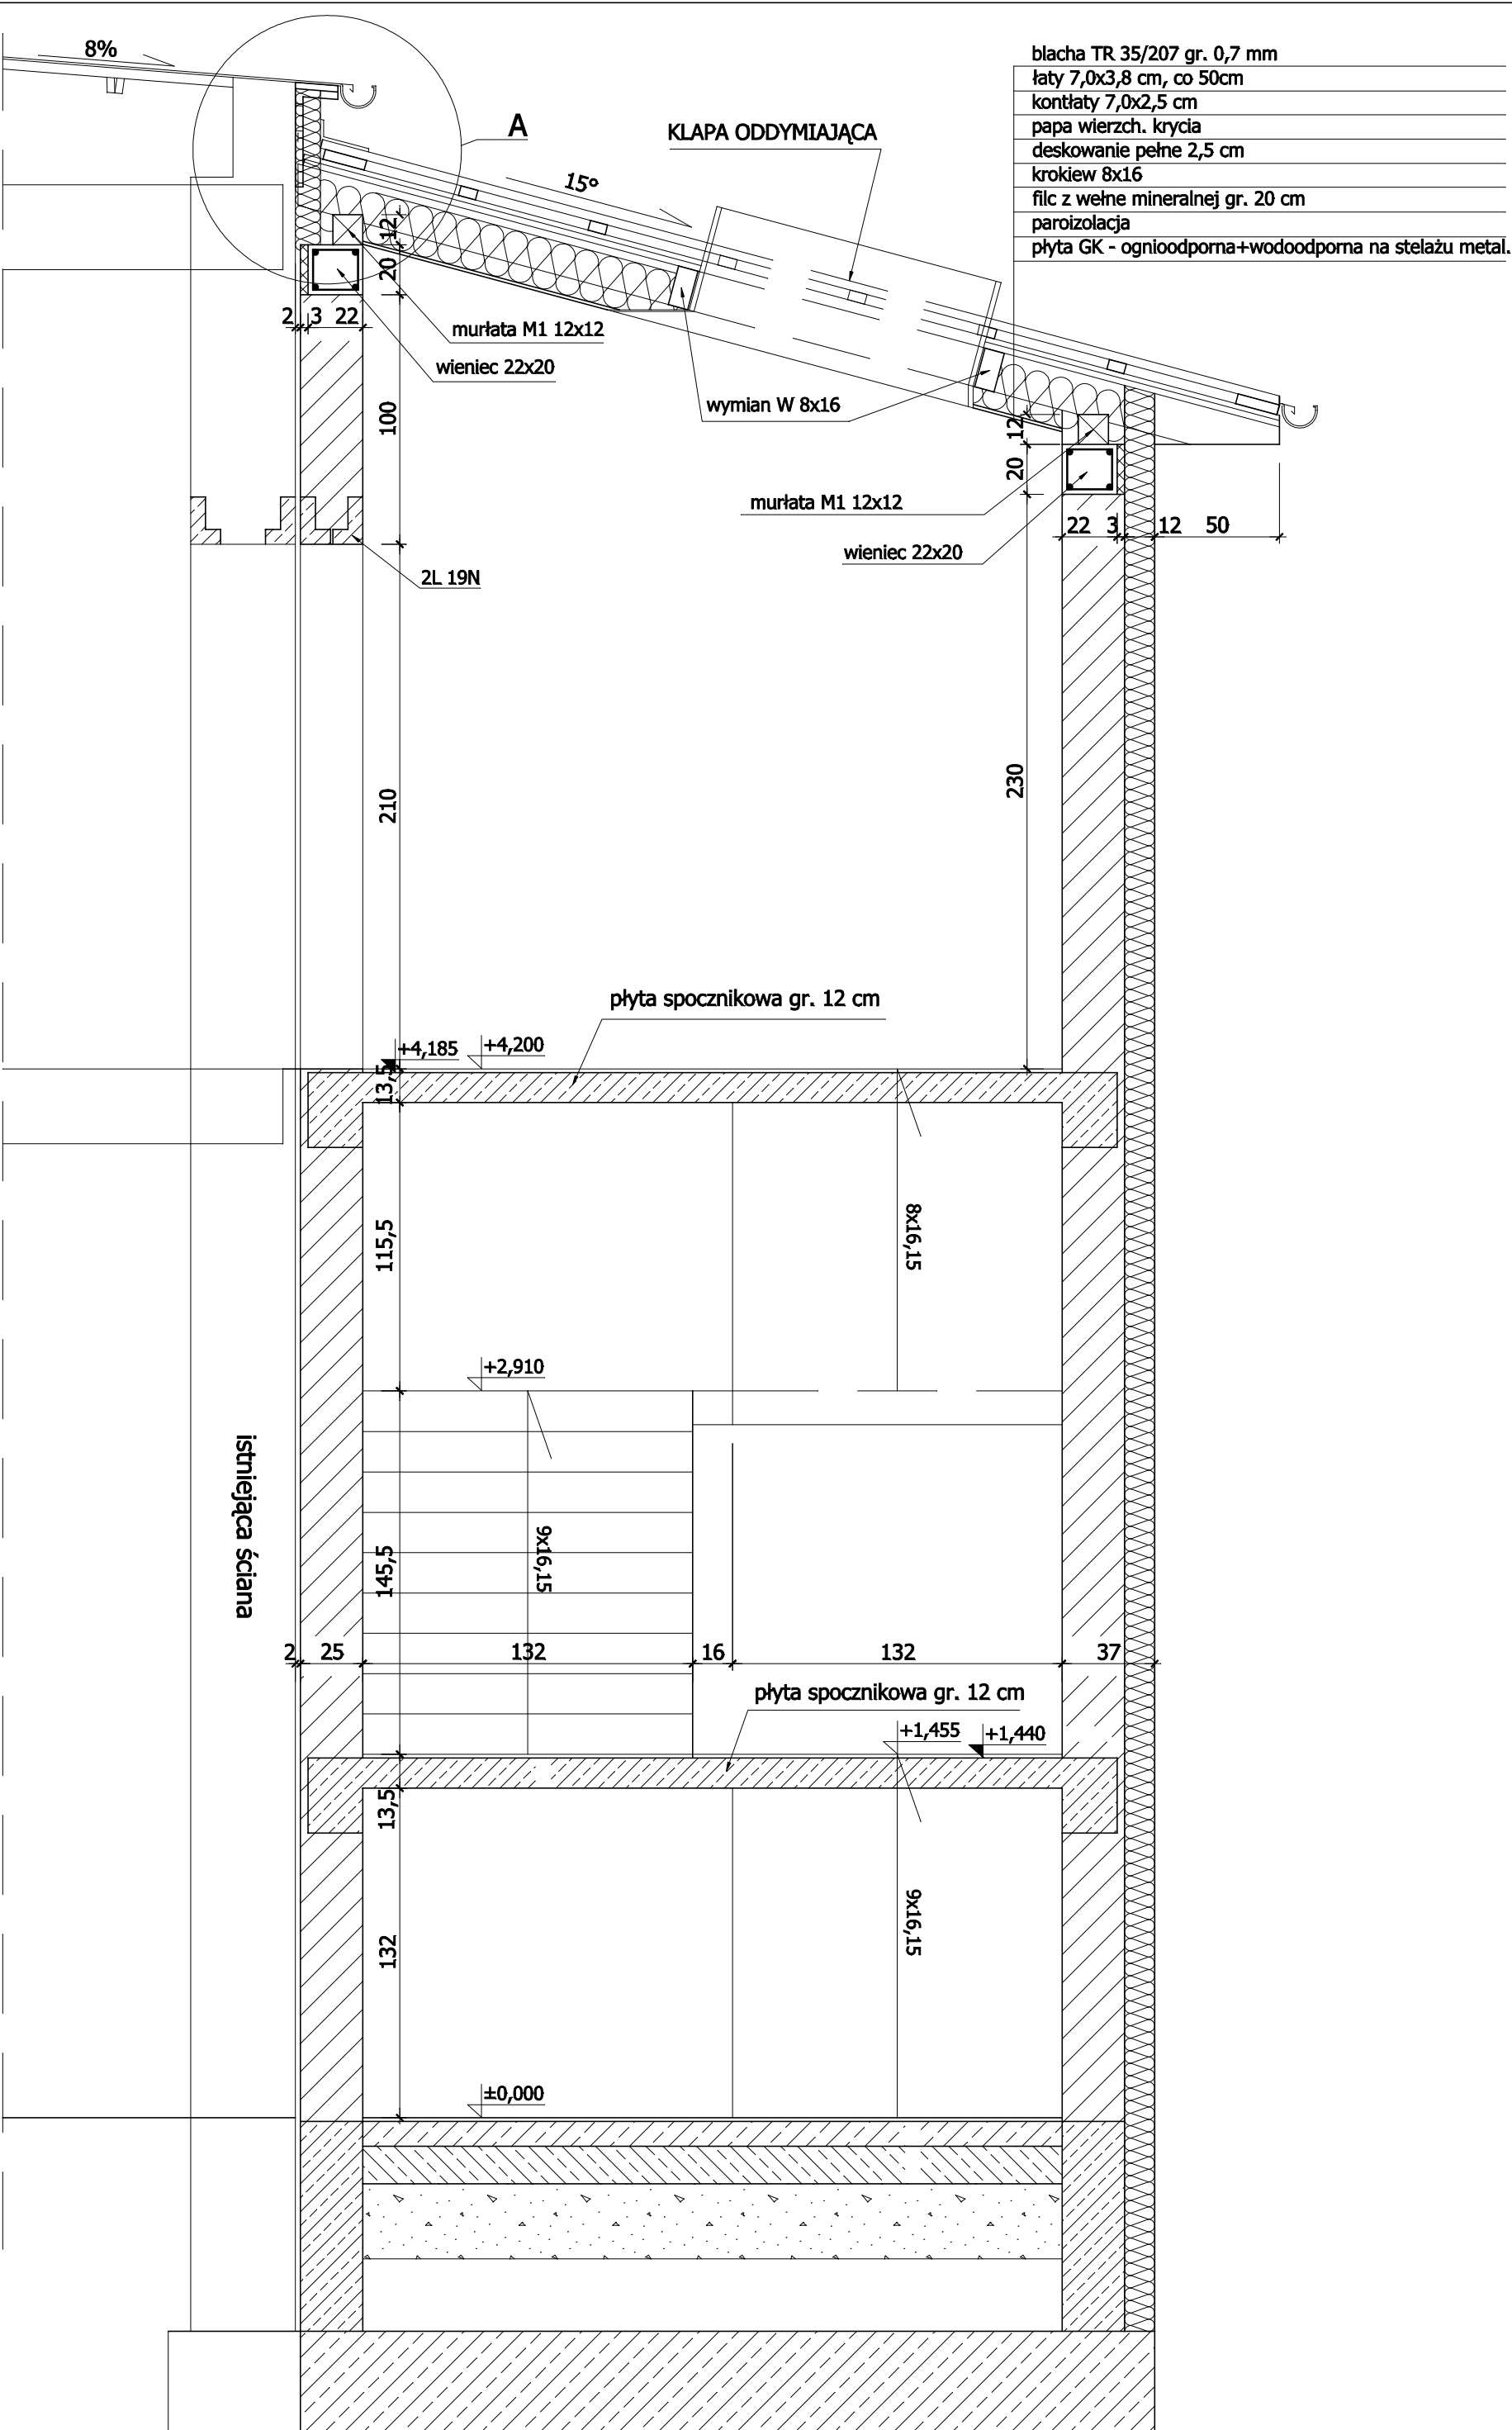 8%
A
KLAPA ODDYMIAJĄCA
15°
blacha TR 35/207 gr. 0,7 mm
łaty 7,0x3,8 cm, co 50cm
kontłaty 7,0x2,5 cm
papa wierzch. krycia
deskowanie pełne 2,5 cm
krokiew 8x16
filc z wełne mineralnej gr. 20 cm
paroizolacja
płyta GK - ognioodporna+wodoodporna na stelażu metal.
12
20
2 3 22
murłata M1 12x12
wieniec 22x20
100
wymian W 8x16
12
20
murłata M1 12x12
22 3 12 50
wieniec 22x20
2L 19N
210
230
płyta spocznikowa gr. 12 cm
+4,185
+4,200
13,5
115,5
8x16,15
+2,910
istniejąca ściana
145,5
9x16,15
2 25 132 16 132 37
płyta spocznikowa gr. 12 cm
+1,455
+1,440
13,5
132
9x16,15
±0,000